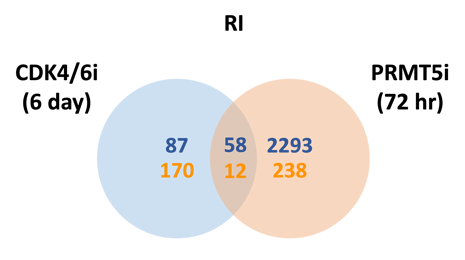 RI
CDK4/6i
(6 day)
PRMT5i
(72 hr)
87 58 2293
170 12 238